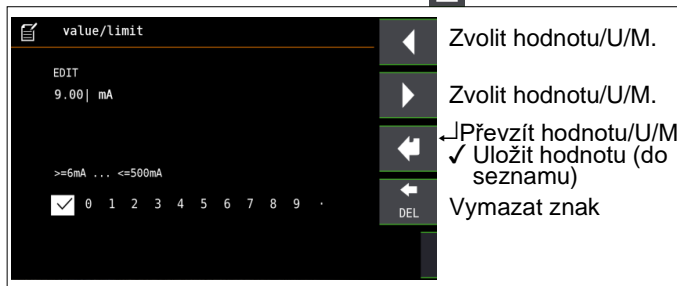 value/limit
EDIT
9.00| mA
>=6mA ... <=500mA
✓ 0 1 2 3 4 5 6 7 8 9 .
DEL
Zvolit hodnotu/U/M.
Zvolit hodnotu/U/M.
↵Převzít hodnotu/U/M
✓ Uložit hodnotu (do
seznamu)
Vymazat znak